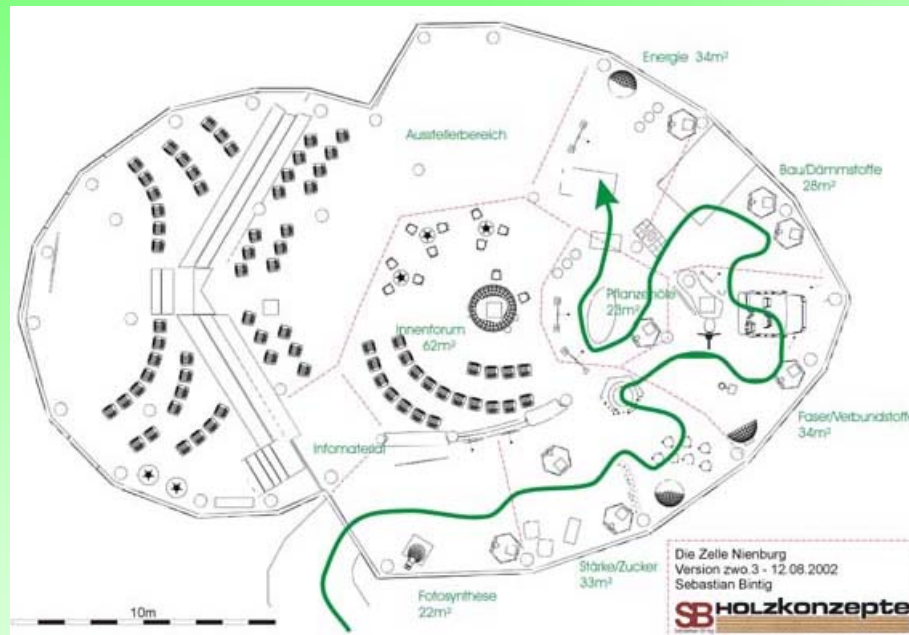 Energie 34m²
Ausstellerbereich
Bau/Dämmstoffe
28m²
Pflanzenöle
23m²
Innenforum
62m²
Faser/Verbundstoffe
34m²
Infomaterial
Stärke/Zucker
33m²
Fotosynthese
22m²
10m
Die Zelle Nienburg
Version zwo.3 - 12.08.2002
Sebastian Bintig
SB HOLZKONZEPTE